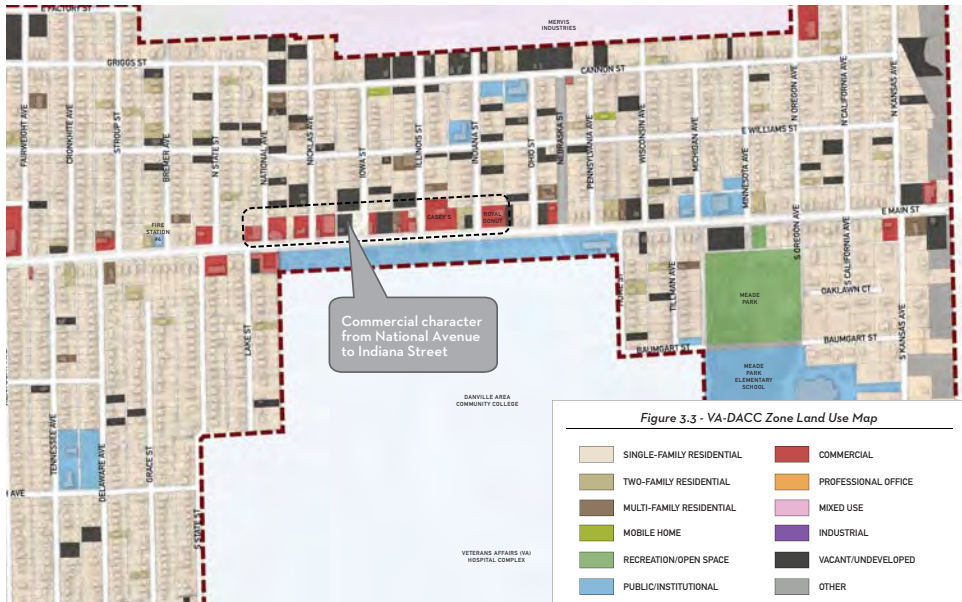 E FACTORY ST
MERVIS
INDUSTRIES
GRIGGS ST
CANNON ST
FAIRWEIGHT AVE
CRONKHITE AVE
STROUP ST
BREMER AVE
N STATE ST
NATIONAL AVE
NICKLAS AVE
IOWA ST
ILLINOIS ST
INDIANA ST
OHIO ST
NEBRASKA ST
PENNSYLVANIA AVE
WISCONSIN AVE
MICHIGAN AVE
MINNESOTA AVE
N OREGON AVE
N CALIFORNIA AVE
N KANSAS AVE
E WILLIAMS ST
E MAIN ST
FIRE
STATION
#4
CASEY'S
ROYAL
DONUT
Commercial character
from National Avenue
to Indiana Street
LAKE ST
TILLMAN AVE
S OREGON AVE
S CALIFORNIA AVE
OAKLAWN CT
MEADE
PARK
BAUMGART ST
BAUMGART ST
S KANSAS AVE
MEADE
PARK
ELEMENTARY
SCHOOL
DANVILLE AREA
COMMUNITY COLLEGE
TENNESSEE AVE
DELAWARE AVE
GRACE ST
S STATE ST
VETERANS AFFAIRS (VA)
HOSPITAL COMPLEX
Figure 3.3 - VA-DACC Zone Land Use Map
SINGLE-FAMILY RESIDENTIAL
TWO-FAMILY RESIDENTIAL
MULTI-FAMILY RESIDENTIAL
MOBILE HOME
RECREATION/OPEN SPACE
PUBLIC/INSTITUTIONAL
COMMERCIAL
PROFESSIONAL OFFICE
MIXED USE
INDUSTRIAL
VACANT/UNDEVELOPED
OTHER